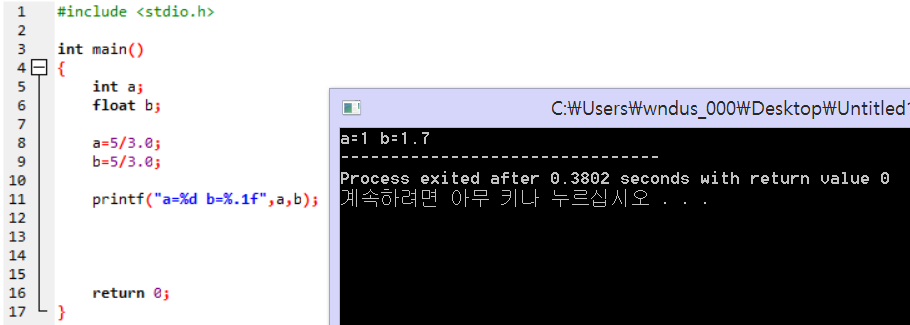 1 #include <stdio.h>
2
3 int main()
4 {
5 int a;
6 float b;
7
8 a=5/3.0;
9 b=5/3.0;
10
11 printf("a=%d b=%.1f",a,b);
12
13
14
15
16 return 0;
17 }
C:₩Users₩wndus_000₩Desktop₩Untitled1
a=1 b=1.7
--------------------------------
Process exited after 0.3802 seconds with return value 0
계속하려면 아무 키나 누르십시오 . . .